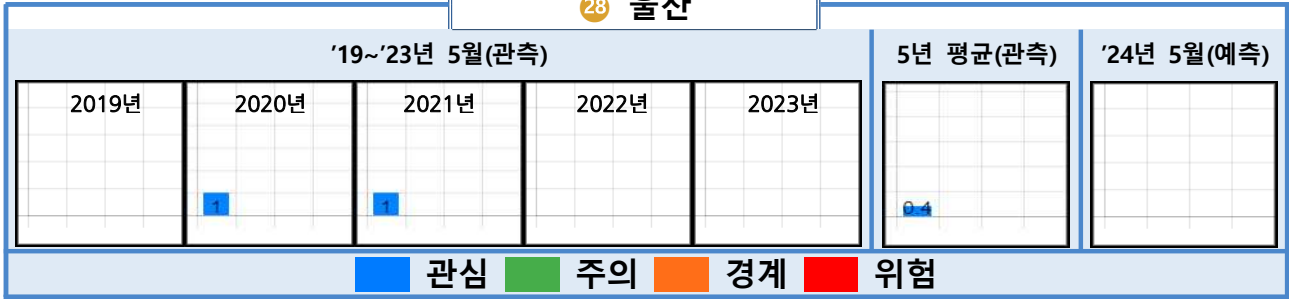 28 울산
'19~'23년 5월(관측)
5년 평균(관측)
'24년 5월(예측)
2019년
2020년
2021년
2022년
2023년
1
1
0.4
관심
주의
경계
위험